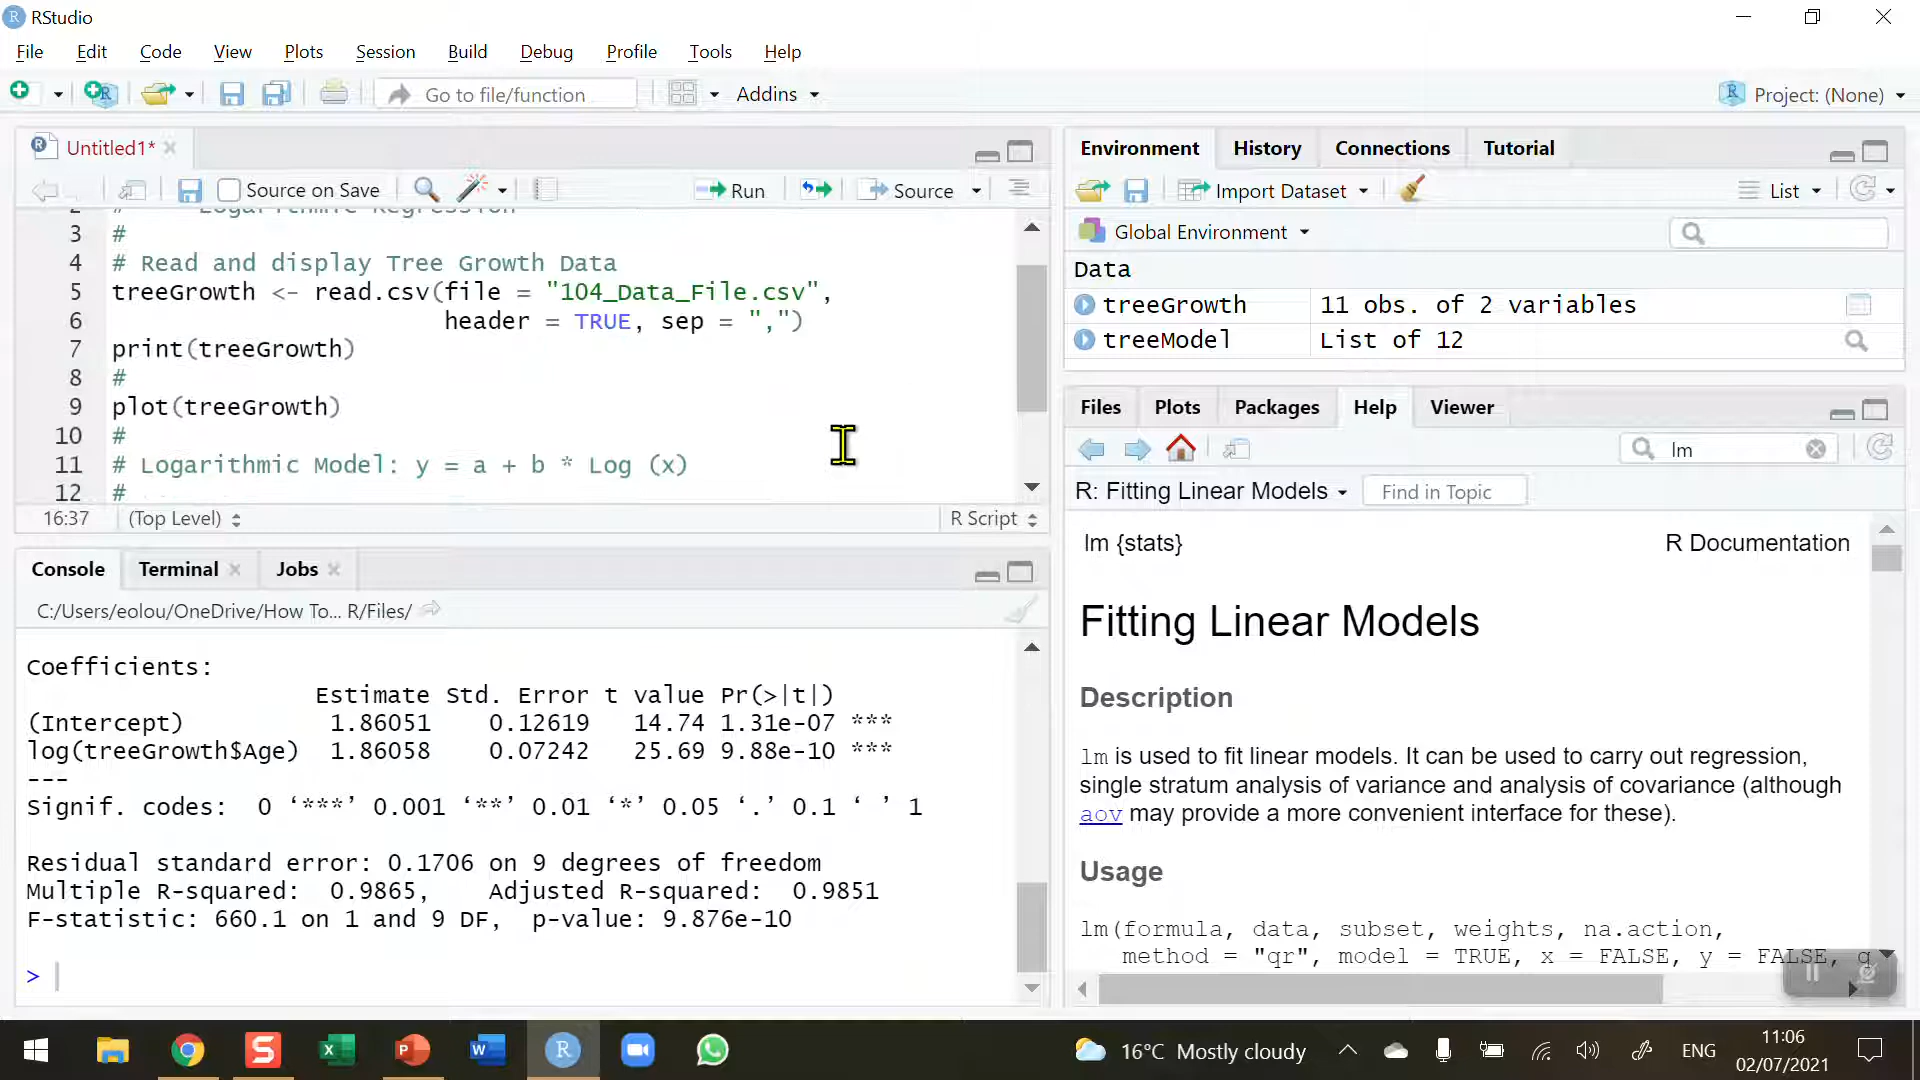 RStudio
File Edit Code View Plots Session Build Debug Profile Tools Help
Go to file/function Addins Project: (None)
Untitled1*
Source on Save Run Source
2 # Logarithmic Regression
3 #
4 # Read and display Tree Growth Data
5 treeGrowth <- read.csv(file = "104_Data_File.csv",
6 header = TRUE, sep = ",")
7 print(treeGrowth)
8 #
9 plot(treeGrowth)
10 #
11 # Logarithmic Model: y = a + b * Log (x)
12 #
16:37 (Top Level) R Script
Console Terminal Jobs
C:/Users/eolou/OneDrive/How To... R/Files/
Coefficients:
Estimate Std. Error t value Pr(>|t|)
(Intercept) 1.86051 0.12619 14.74 1.31e-07 ***
log(treeGrowth$Age) 1.86058 0.07242 25.69 9.88e-10 ***
---
Signif. codes: 0 ‘***’ 0.001 ‘**’ 0.01 ‘*’ 0.05 ‘.’ 0.1 ‘ ’ 1
Residual standard error: 0.1706 on 9 degrees of freedom
Multiple R-squared: 0.9865, Adjusted R-squared: 0.9851
F-statistic: 660.1 on 1 and 9 DF, p-value: 9.876e-10
>
Environment History Connections Tutorial
Import Dataset List
Global Environment
Data
treeGrowth 11 obs. of 2 variables
treeModel List of 12
Files Plots Packages Help Viewer
lm
R: Fitting Linear Models Find in Topic
lm {stats} R Documentation
Fitting Linear Models
Description
lm is used to fit linear models. It can be used to carry out regression,
single stratum analysis of variance and analysis of covariance (although
aov may provide a more convenient interface for these).
Usage
lm(formula, data, subset, weights, na.action,
method = "qr", model = TRUE, x = FALSE, y = FALSE, q
16°C Mostly cloudy ENG 11:06
02/07/2021